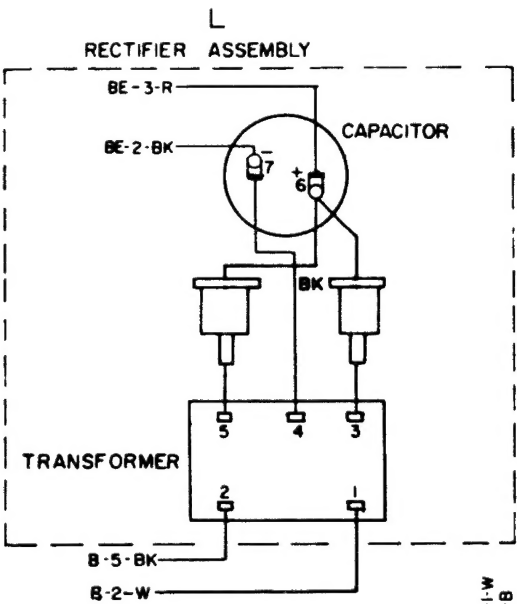 L
RECTIFIER ASSEMBLY
BE-3-R
CAPACITOR
BE-2-BK
-
7
+
6
BK
5 4 3
TRANSFORMER
2 1
B-5-BK
B-2-W
1-W